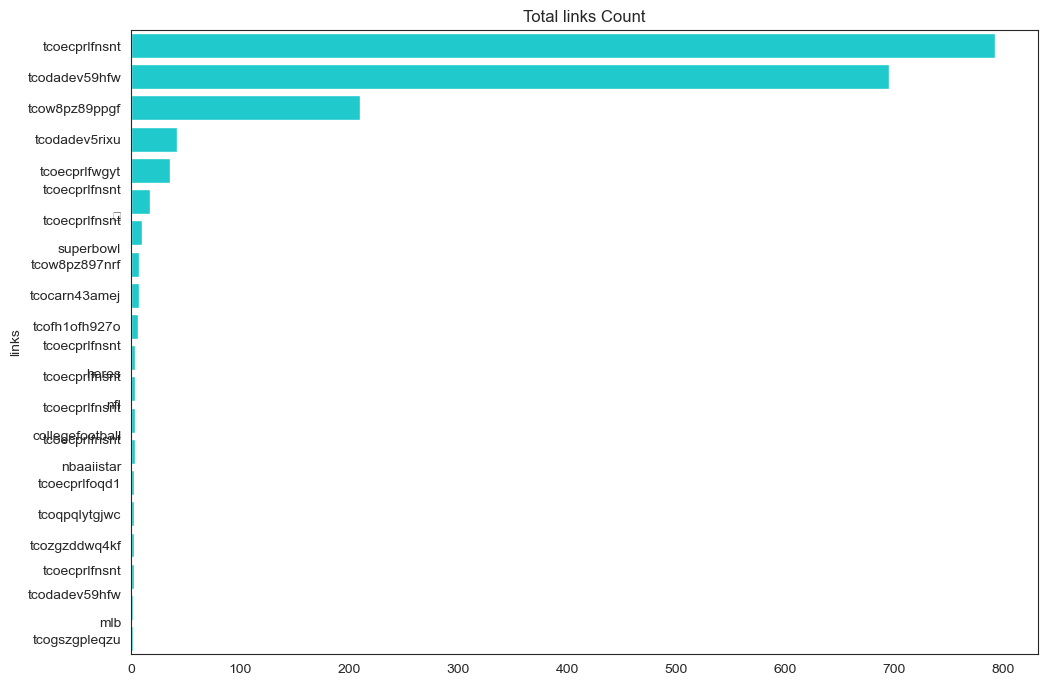 Total links Count
tcoecprlfnsnt
tcodadev59hfw
tcow8pz89ppgf
tcodadev5rixu
tcoecprlfwgyt
tcoecprlfnsnt
tcoecprlfnsnt
superbowl
tcow8pz897nrf
tcocarn43amej
tcofh1ofh927o
links
tcoecprlfnsnt
tcoecprlfnsnt
nfl
tcoecprlfnsnt
collegefootball
tcoecprlfnsnt
nbaaiistar
tcoecprlfoqd1
tcoqpqlytgjwc
tcozgzddwq4kf
tcoecprlfnsnt
tcodadev59hfw
mlb
tcogszgpleqzu
0 100 200 300 400 500 600 700 800